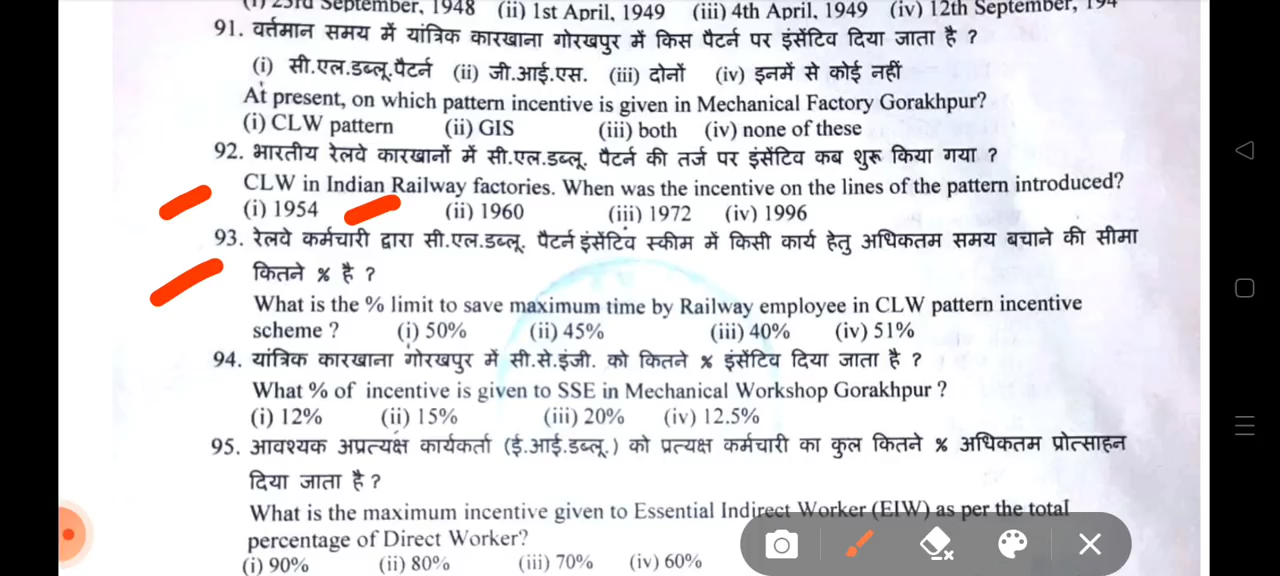 (i) 23rd September, 1948 (ii) 1st April, 1949 (iii) 4th April, 1949 (iv) 12th September, 194
91. वर्तमान समय में यांत्रिक कारखाना गोरखपुर में किस पैटर्न पर इंसेंटिव दिया जाता है ?
(i) सी.एल.डब्लू.पैटर्न (ii) जी.आई.एस. (iii) दोनों (iv) इनमें से कोई नहीं
At present, on which pattern incentive is given in Mechanical Factory Gorakhpur?
(i) CLW pattern (ii) GIS (iii) both (iv) none of these
92. भारतीय रेलवे कारखानों में सी.एल.डब्लू. पैटर्न की तर्ज पर इंसेंटिव कब शुरू किया गया ?
CLW in Indian Railway factories. When was the incentive on the lines of the pattern introduced?
(i) 1954 (ii) 1960 (iii) 1972 (iv) 1996
93. रेलवे कर्मचारी द्वारा सी.एल.डब्लू. पैटर्न इंसेंटिव स्कीम में किसी कार्य हेतु अधिकतम समय बचाने की सीमा
कितने % है ?
What is the % limit to save maximum time by Railway employee in CLW pattern incentive
scheme ? (i) 50% (ii) 45% (iii) 40% (iv) 51%
94. यांत्रिक कारखाना गोरखपुर में सी.से.इंजी. को कितने % इंसेंटिव दिया जाता है ?
What % of incentive is given to SSE in Mechanical Workshop Gorakhpur ?
(i) 12% (ii) 15% (iii) 20% (iv) 12.5%
95. आवश्यक अप्रत्यक्ष कार्यकर्ता (ई.आई.डब्लू.) को प्रत्यक्ष कर्मचारी का कुल कितने % अधिकतम प्रोत्साहन
दिया जाता है ?
What is the maximum incentive given to Essential Indirect Worker (EIW) as per the total
percentage of Direct Worker?
(i) 90% (ii) 80% (iii) 70% (iv) 60%